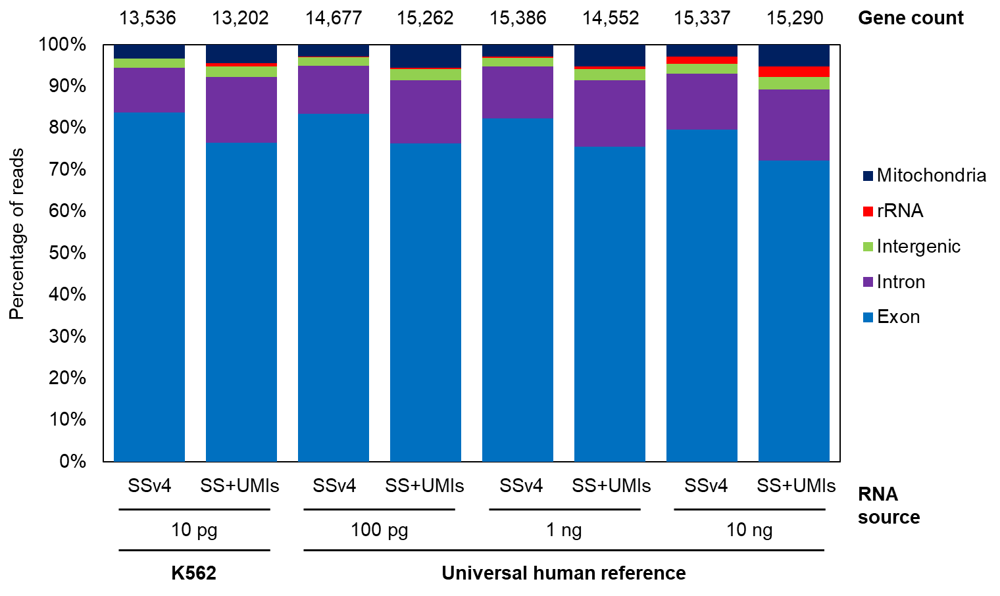 13,536 13,202 14,677 15,262 15,386 14,552 15,337 15,290 Gene count
100%
90%
80%
70%
60%
50%
40%
30%
20%
10%
0%
Percentage of reads
Mitochondria
rRNA
Intergenic
Intron
Exon
SSv4 SS+UMIs SSv4 SS+UMIs SSv4 SS+UMIs SSv4 SS+UMIs
10 pg 100 pg 1 ng 10 ng
K562 Universal human reference
RNA
source